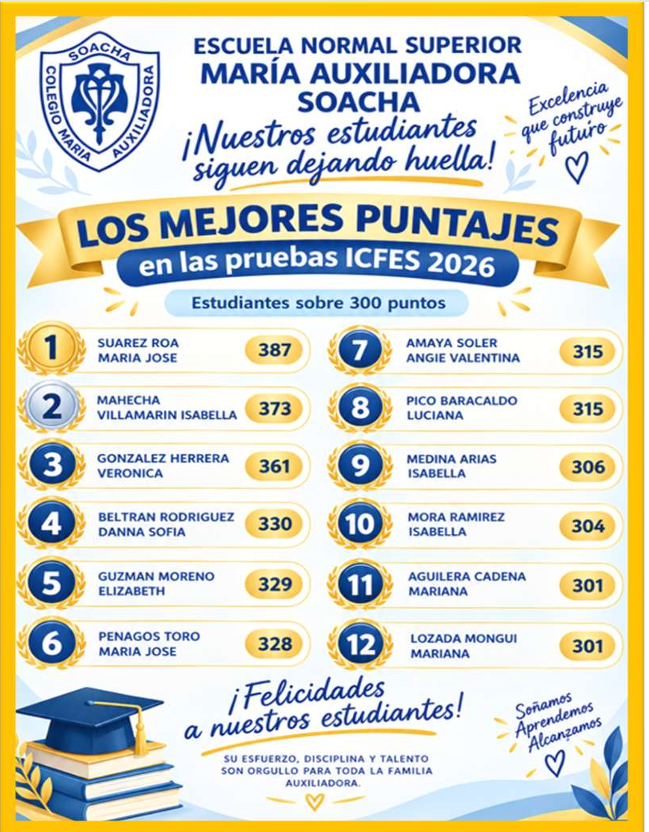 SOACHA
COLEGIO MARIA
AUXILIADORA
ESCUELA NORMAL SUPERIOR
MARÍA AUXILIADORA
SOACHA
¡Nuestros estudiantes
siguen dejando huella!
Excelencia
que construye
futuro
LOS MEJORES PUNTAJES
en las pruebas ICFES 2026
Estudiantes sobre 300 puntos
1
SUAREZ ROA
MARIA JOSE
387
2
MAHECHA
VILLAMARIN ISABELLA
373
3
GONZALEZ HERRERA
VERONICA
361
4
BELTRAN RODRIGUEZ
DANNA SOFIA
330
5
GUZMAN MORENO
ELIZABETH
329
6
PENAGOS TORO
MARIA JOSE
328
7
AMAYA SOLER
ANGIE VALENTINA
315
8
PICO BARACALDO
LUCIANA
315
9
MEDINA ARIAS
ISABELLA
306
10
MORA RAMIREZ
ISABELLA
304
11
AGUILERA CADENA
MARIANA
301
12
LOZADA MONGUI
MARIANA
301
¡Felicidades
a nuestros estudiantes!
SU ESFUERZO, DISCIPLINA Y TALENTO
SON ORGULLO PARA TODA LA FAMILIA
AUXILIADORA.
Soñamos
Aprendemos
Alcanzamos